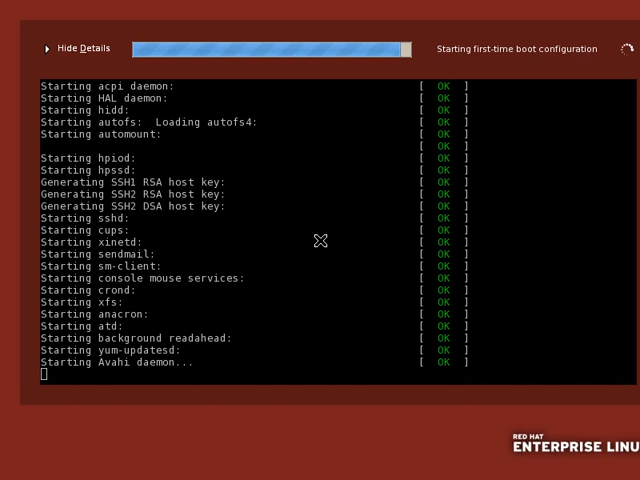 Hide Details
Starting first-time boot configuration
Starting acpi daemon: [ OK ]
Starting HAL daemon: [ OK ]
Starting hidd: [ OK ]
Starting autofs: Loading autofs4: [ OK ]
Starting automount: [ OK ]
[ OK ]
Starting hpiod: [ OK ]
Starting hpssd: [ OK ]
Generating SSH1 RSA host key: [ OK ]
Generating SSH2 RSA host key: [ OK ]
Generating SSH2 DSA host key: [ OK ]
Starting sshd: [ OK ]
Starting cups: [ OK ]
Starting xinetd: [ OK ]
Starting sendmail: [ OK ]
Starting sm-client: [ OK ]
Starting console mouse services: [ OK ]
Starting crond: [ OK ]
Starting xfs: [ OK ]
Starting anacron: [ OK ]
Starting atd: [ OK ]
Starting background readahead: [ OK ]
Starting yum-updatesd: [ OK ]
Starting Avahi daemon... [ OK ]
RED HAT
ENTERPRISE LINU